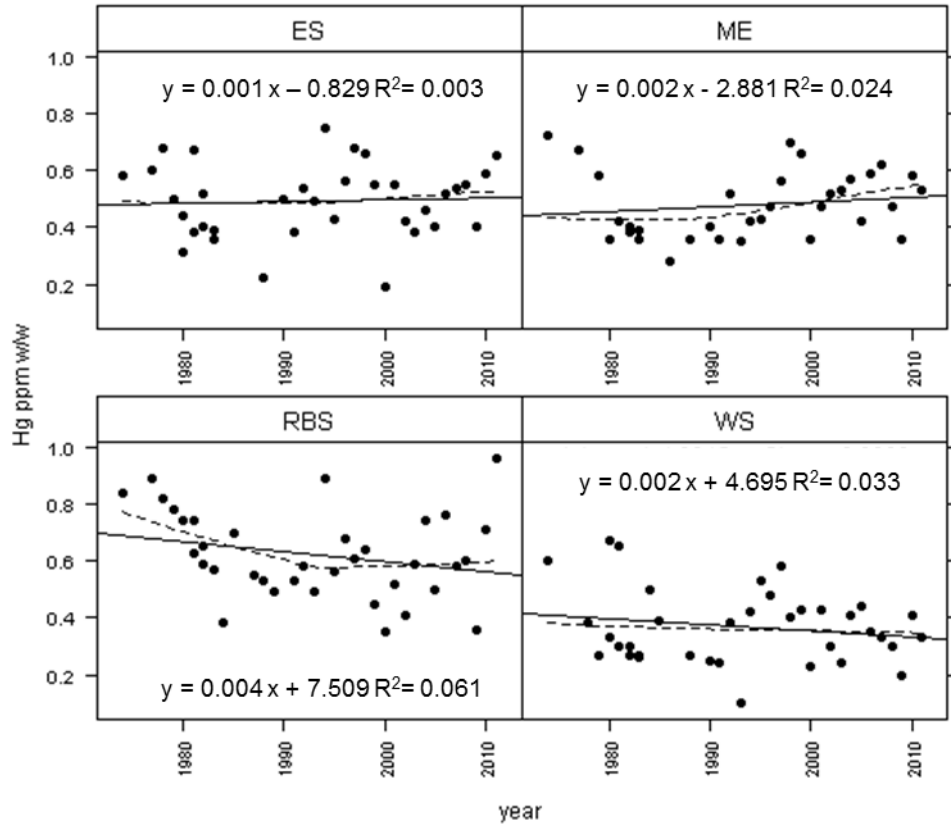 ES ME
y = 0.001 x – 0.829 R²= 0.003 y = 0.002 x - 2.881 R²= 0.024
1.0
0.8
0.6
0.4
0.2
1980 1990 2000 2010 1980 1990 2000 2010
Hg ppm w/w
RBS WS
1.0
0.8
0.6
0.4
0.2
y = 0.002 x + 4.695 R²= 0.033
y = 0.004 x + 7.509 R²= 0.061
1980 1990 2000 2010 1980 1990 2000 2010
year